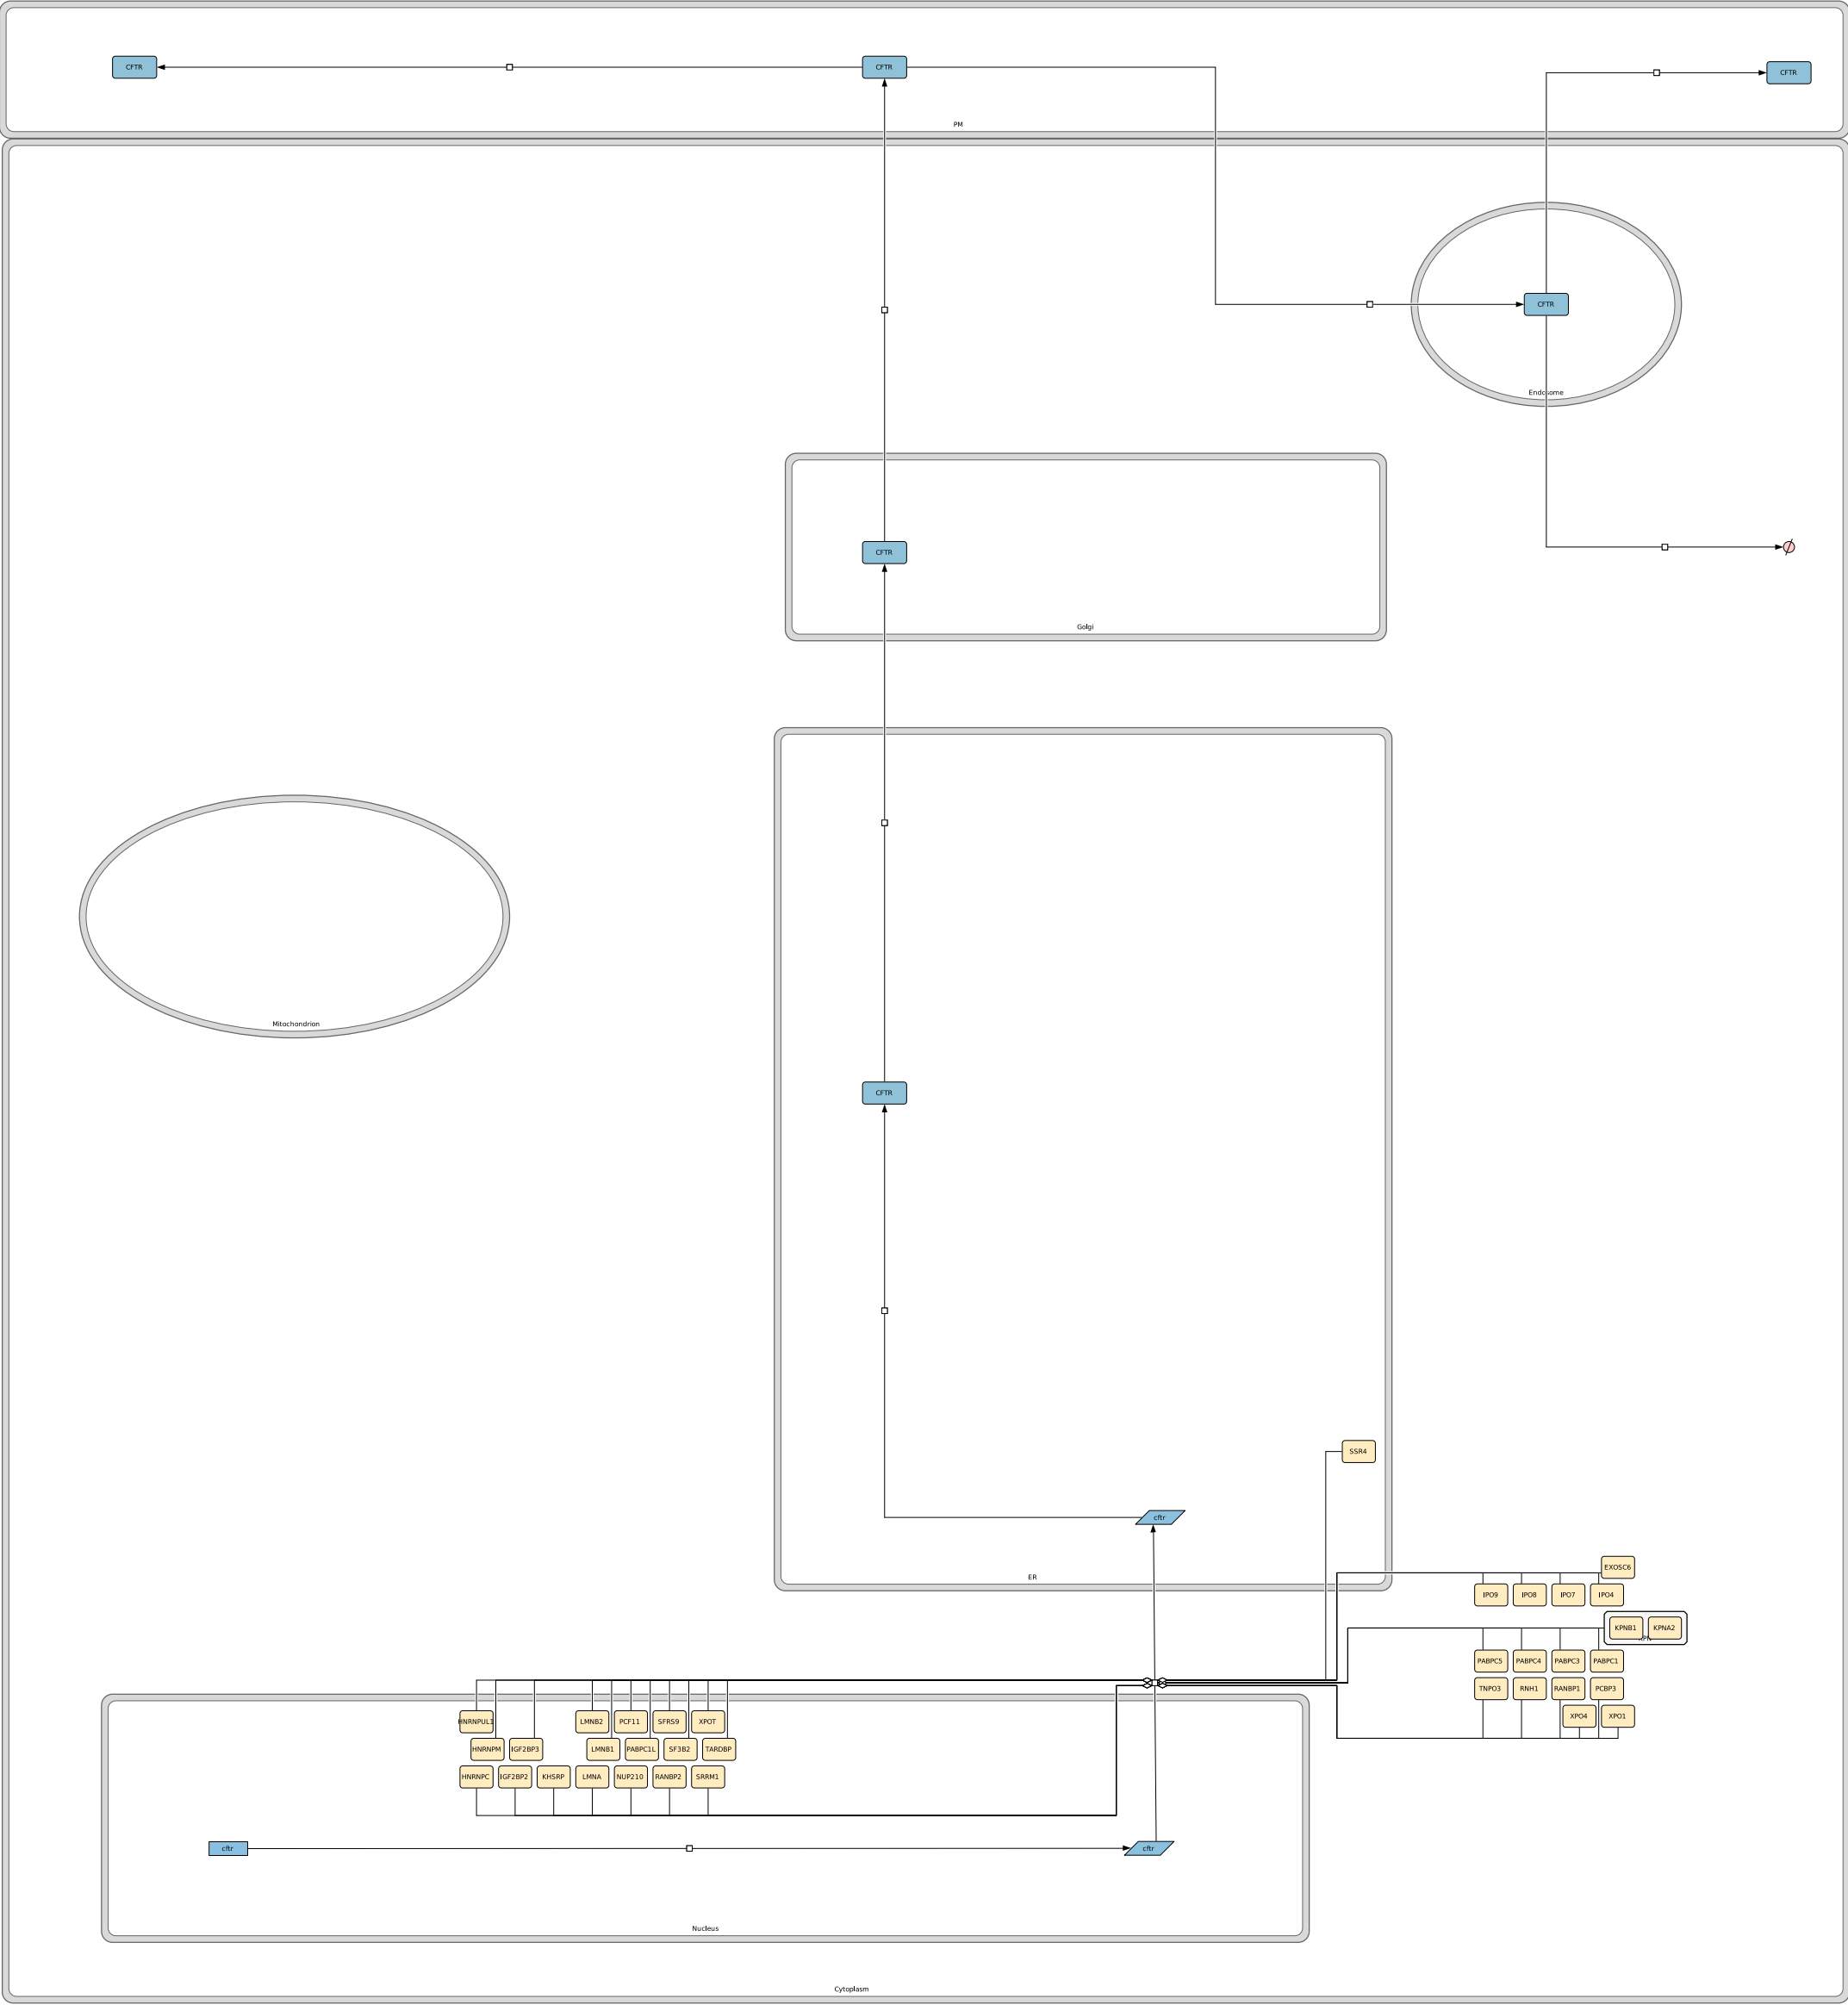 CFTR
CFTR
CFTR
PM
CFTR
Endosome
CFTR
Golgi
Mitochondrion
CFTR
SSR4
cftr
ER
EXOSC6
IPO9 IPO8 IPO7 IPO4
KPNB1 KPNA2
PABPC5 PABPC4 PABPC3 PABPC1
TNPO3 RNH1 RANBP1 PCBP3
XPO4 XPO1
HNRNPUL1 LMNB2 PCF11 SFRS9 XPOT
HNRNPM IGF2BP3 LMNB1 PABPC1L SF3B2 TARDBP
HNRNPC IGF2BP2 KHSRP LMNA NUP210 RANBP2 SRRM1
cftr cftr
Nucleus
Cytoplasm